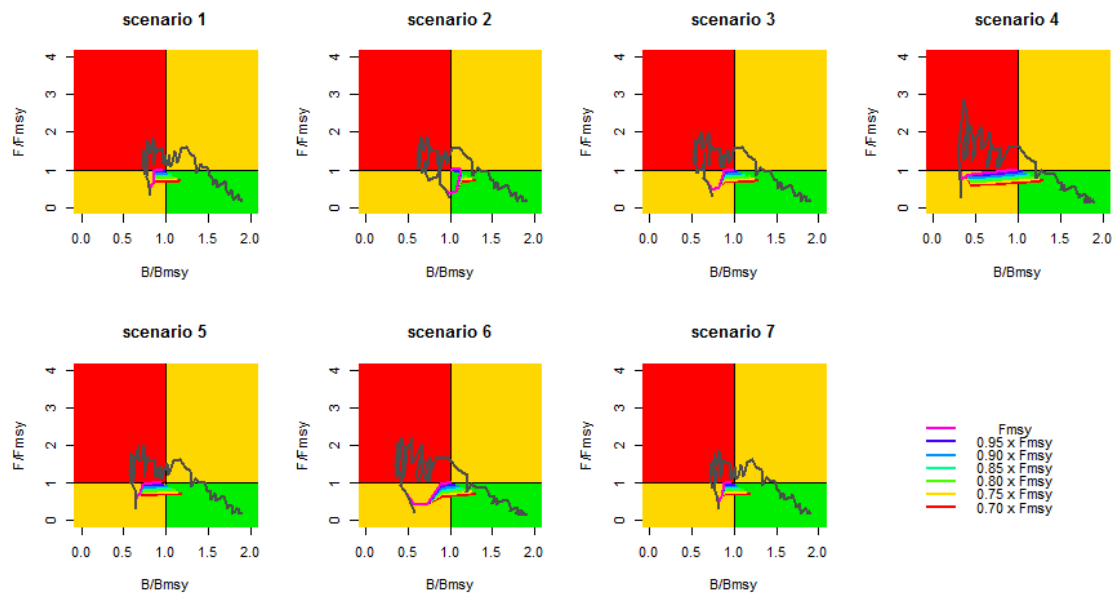 scenario 1 scenario 2 scenario 3 scenario 4
F/Fmsy 0 1 2 3 4 F/Fmsy 0 1 2 3 4 F/Fmsy 0 1 2 3 4 F/Fmsy 0 1 2 3 4
0.0 0.5 1.0 1.5 2.0 0.0 0.5 1.0 1.5 2.0 0.0 0.5 1.0 1.5 2.0 0.0 0.5 1.0 1.5 2.0
B/Bmsy B/Bmsy B/Bmsy B/Bmsy
scenario 5 scenario 6 scenario 7
F/Fmsy 0 1 2 3 4 F/Fmsy 0 1 2 3 4 F/Fmsy 0 1 2 3 4
0.0 0.5 1.0 1.5 2.0 0.0 0.5 1.0 1.5 2.0 0.0 0.5 1.0 1.5 2.0
B/Bmsy B/Bmsy B/Bmsy
Fmsy
0.95 x Fmsy
0.90 x Fmsy
0.85 x Fmsy
0.80 x Fmsy
0.75 x Fmsy
0.70 x Fmsy